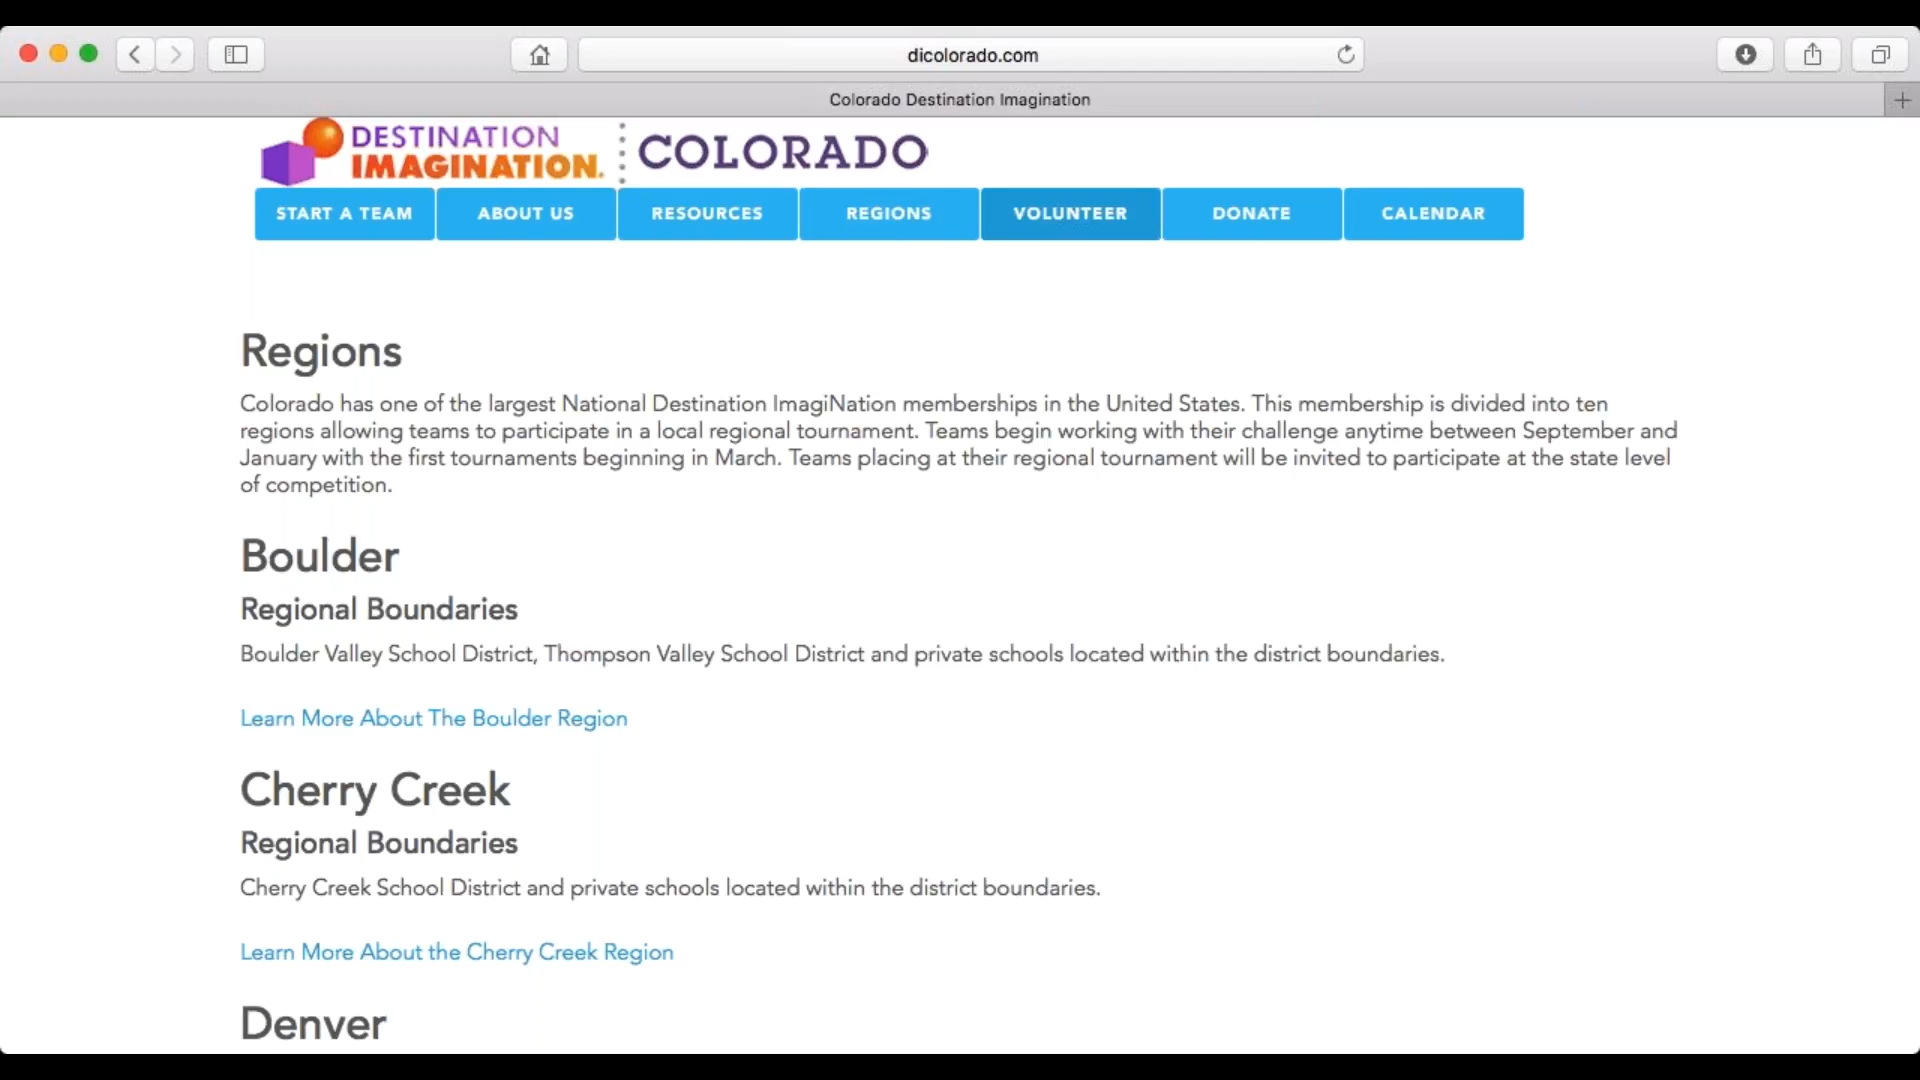 dicolorado.com
Colorado Destination Imagination
DESTINATION
IMAGINATION.
COLORADO
START A TEAM ABOUT US RESOURCES REGIONS VOLUNTEER DONATE CALENDAR
Regions
Colorado has one of the largest National Destination ImagiNation memberships in the United States. This membership is divided into ten
regions allowing teams to participate in a local regional tournament. Teams begin working with their challenge anytime between September and
January with the first tournaments beginning in March. Teams placing at their regional tournament will be invited to participate at the state level
of competition.
Boulder
Regional Boundaries
Boulder Valley School District, Thompson Valley School District and private schools located within the district boundaries.
Learn More About The Boulder Region
Cherry Creek
Regional Boundaries
Cherry Creek School District and private schools located within the district boundaries.
Learn More About the Cherry Creek Region
Denver